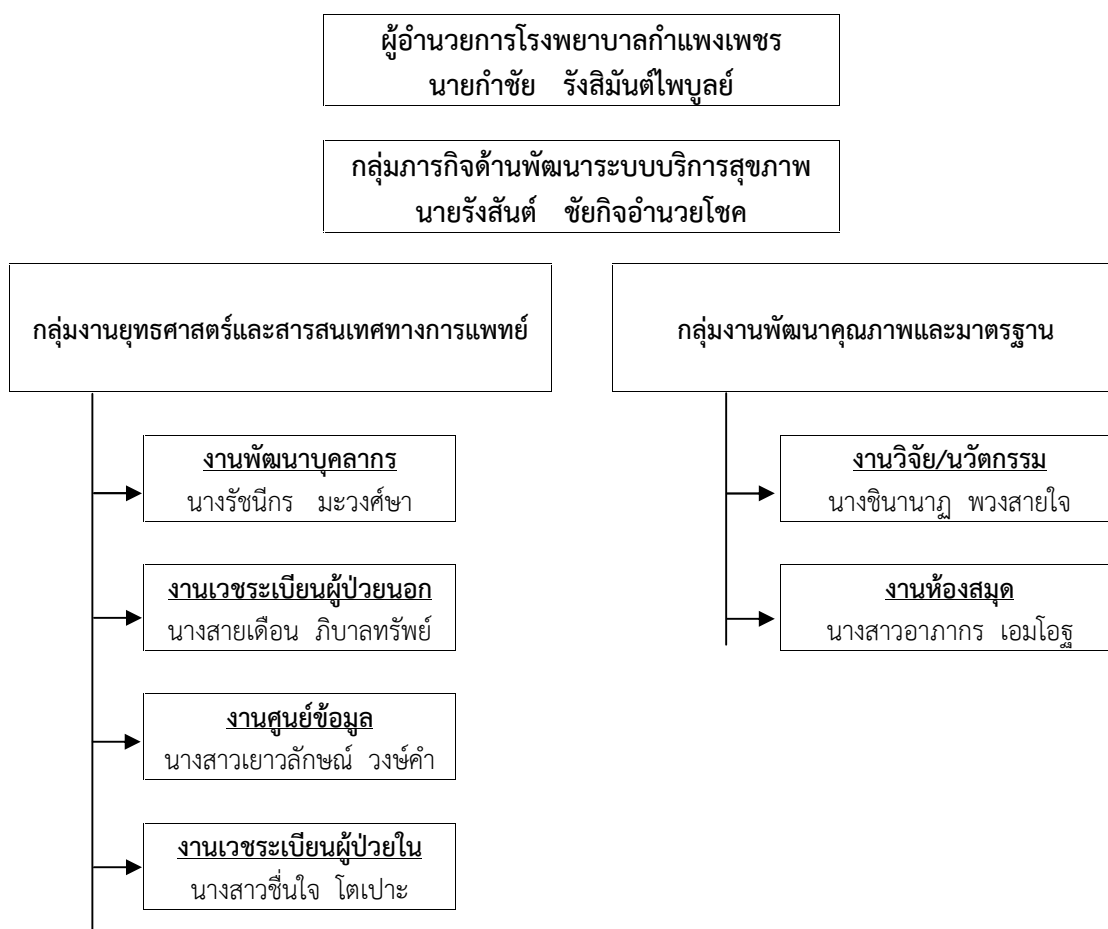 ผู้อำนวยการโรงพยาบาลกำแพงเพชร
นายกำชัย รังสิมันต์ไพบูลย์
กลุ่มภารกิจด้านพัฒนาระบบบริการสุขภาพ
นายรังสันต์ ชัยกิจอำนวยโชค
กลุ่มงานยุทธศาสตร์และสารสนเทศทางการแพทย์
งานพัฒนาบุคลากร
นางรัชนีกร มะวงศ์ษา
งานเวชระเบียนผู้ป่วยนอก
นางสายเดือน ภิบาลทรัพย์
งานศูนย์ข้อมูล
นางสาวเยาวลักษณ์ วงษ์คำ
งานเวชระเบียนผู้ป่วยใน
นางสาวชื่นใจ โตเปาะ
กลุ่มงานพัฒนาคุณภาพและมาตรฐาน
งานวิจัย/นวัตกรรม
นางชินานาฏ พวงสายใจ
งานห้องสมุด
นางสาวอาภากร เอมโอฐ